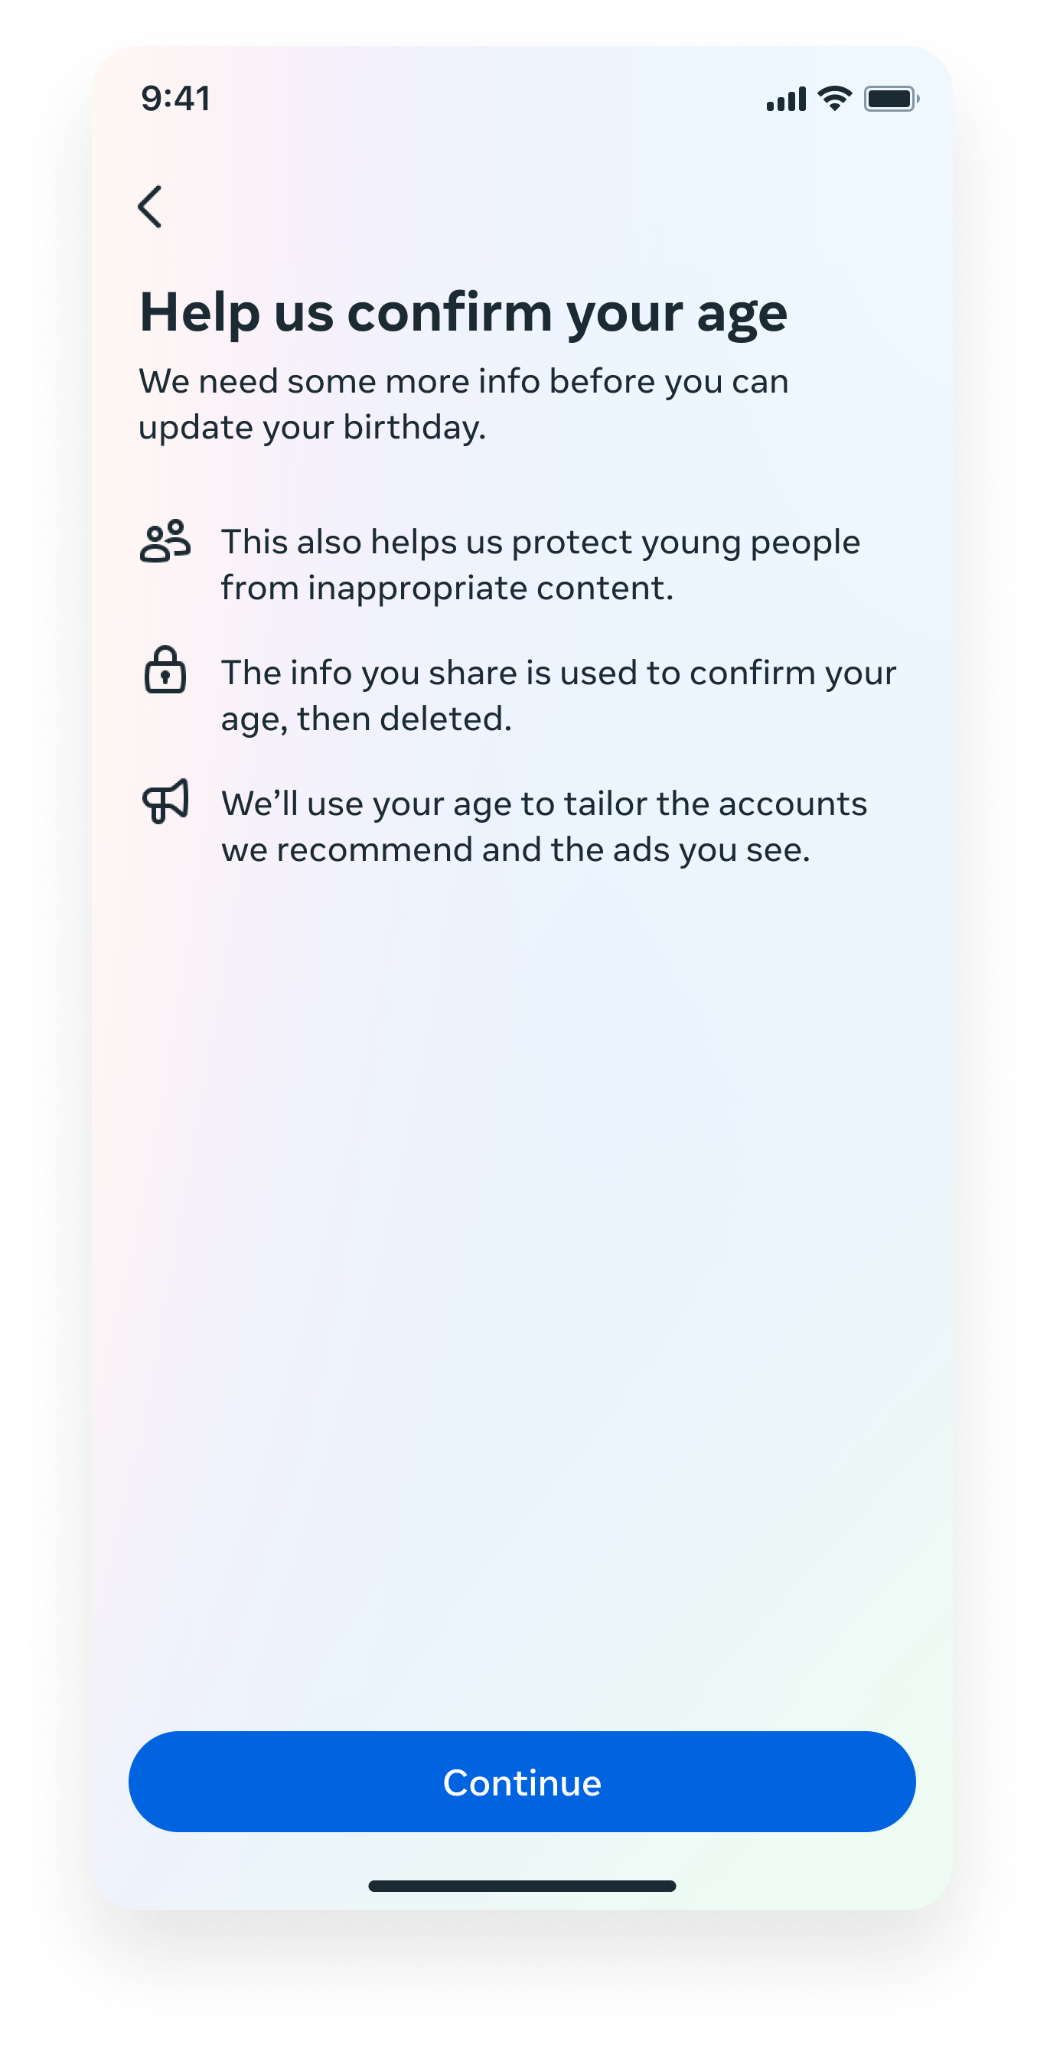 9:41
Help us confirm your age
We need some more info before you can
update your birthday.
This also helps us protect young people
from inappropriate content.
The info you share is used to confirm your
age, then deleted.
We’ll use your age to tailor the accounts
we recommend and the ads you see.
Continue